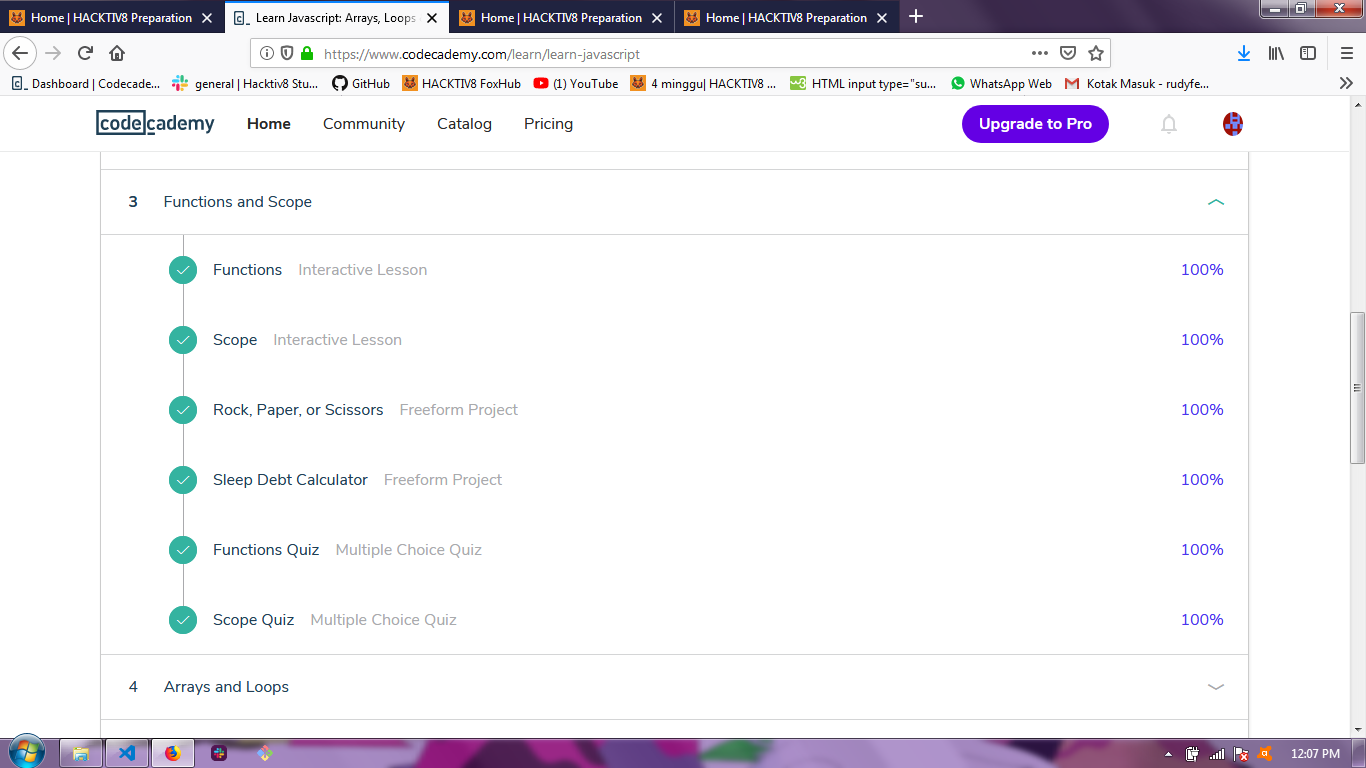 Home | HACKTIV8 Preparation
Learn Javascript: Arrays, Loops
Home | HACKTIV8 Preparation
Home | HACKTIV8 Preparation
https://www.codecademy.com/learn/learn-javascript
Dashboard | Codecade...
general | Hacktiv8 Stu...
GitHub
HACKTIV8 FoxHub
(1) YouTube
4 minggu| HACKTIV8 ...
HTML input type="su...
WhatsApp Web
Kotak Masuk - rudyfe...
codecademy
Home
Community
Catalog
Pricing
Upgrade to Pro
3 Functions and Scope
Functions Interactive Lesson 100%
Scope Interactive Lesson 100%
Rock, Paper, or Scissors Freeform Project 100%
Sleep Debt Calculator Freeform Project 100%
Functions Quiz Multiple Choice Quiz 100%
Scope Quiz Multiple Choice Quiz 100%
4 Arrays and Loops
12:07 PM